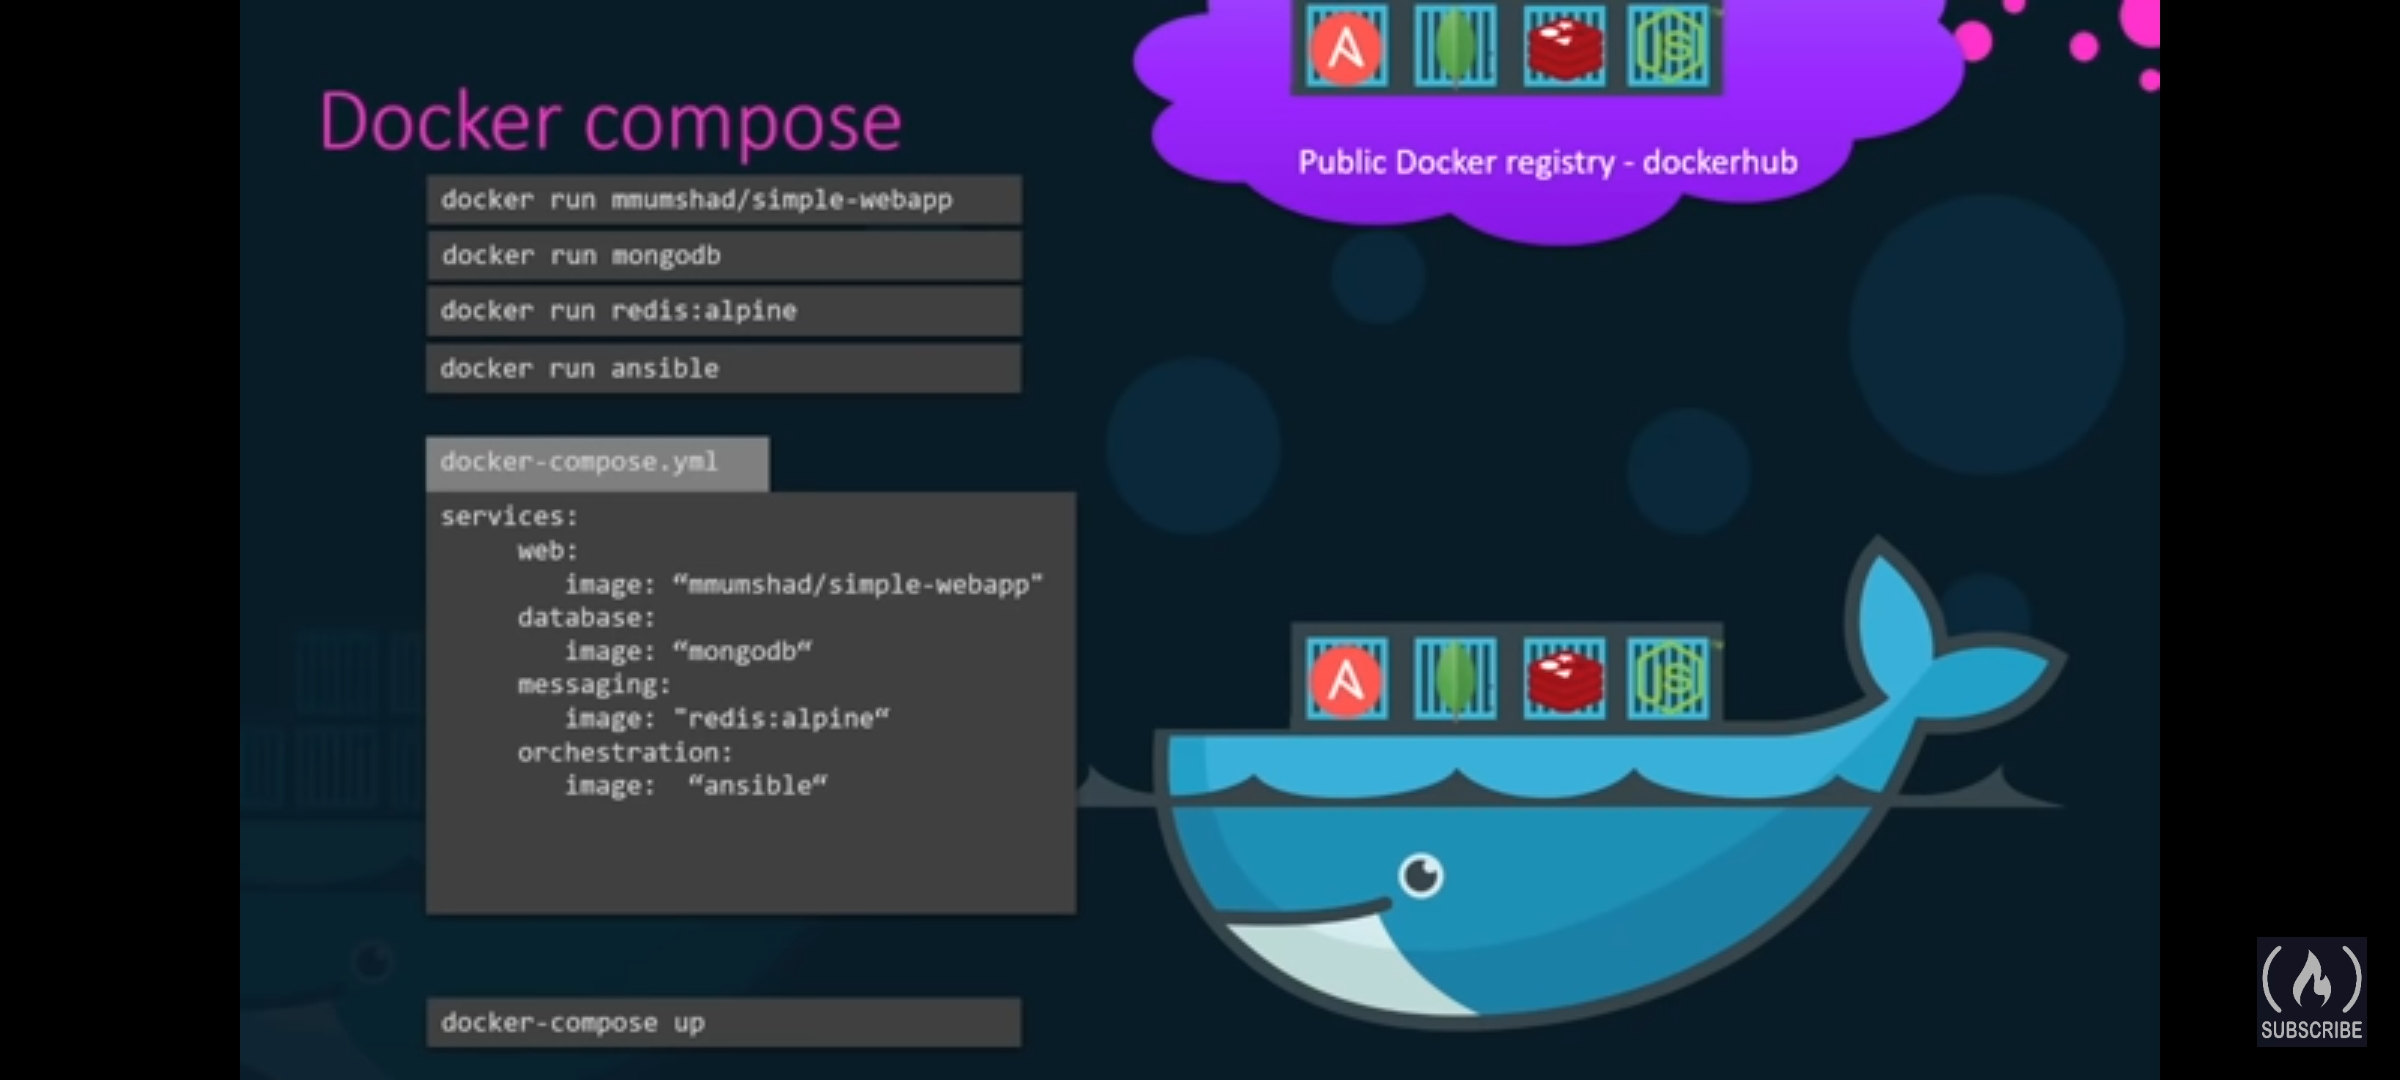 Docker compose
docker run mmumshad/simple-webapp
docker run mongodb
docker run redis:alpine
docker run ansible
docker-compose.yml
services:
web:
image: “mmumshad/simple-webapp"
database:
image: “mongodb“
messaging:
image: "redis:alpine“
orchestration:
image:  “ansible“
docker-compose up
Public Docker registry - dockerhub
JS
JS
SUBSCRIBE